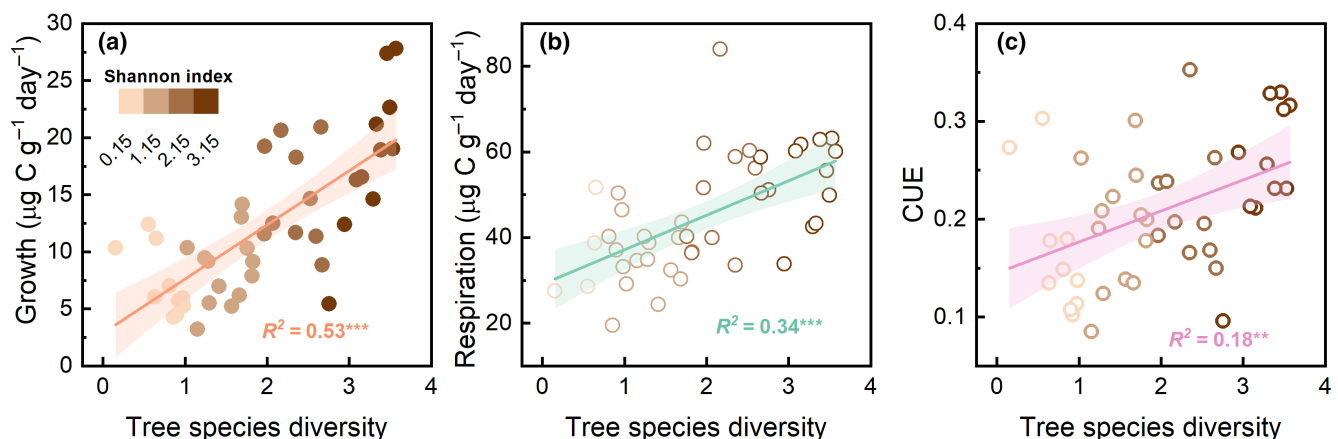 (a)
Growth (μg C g⁻¹ day⁻¹)
30
25
20
15
10
5
0
Shannon index
0.15 1.15 2.15 3.15
R² = 0.53***
0 1 2 3 4
Tree species diversity
(b)
Respiration (μg C g⁻¹ day⁻¹)
80
60
40
20
R² = 0.34***
0 1 2 3 4
Tree species diversity
(c)
CUE
0.4
0.3
0.2
0.1
R² = 0.18**
0 1 2 3 4
Tree species diversity